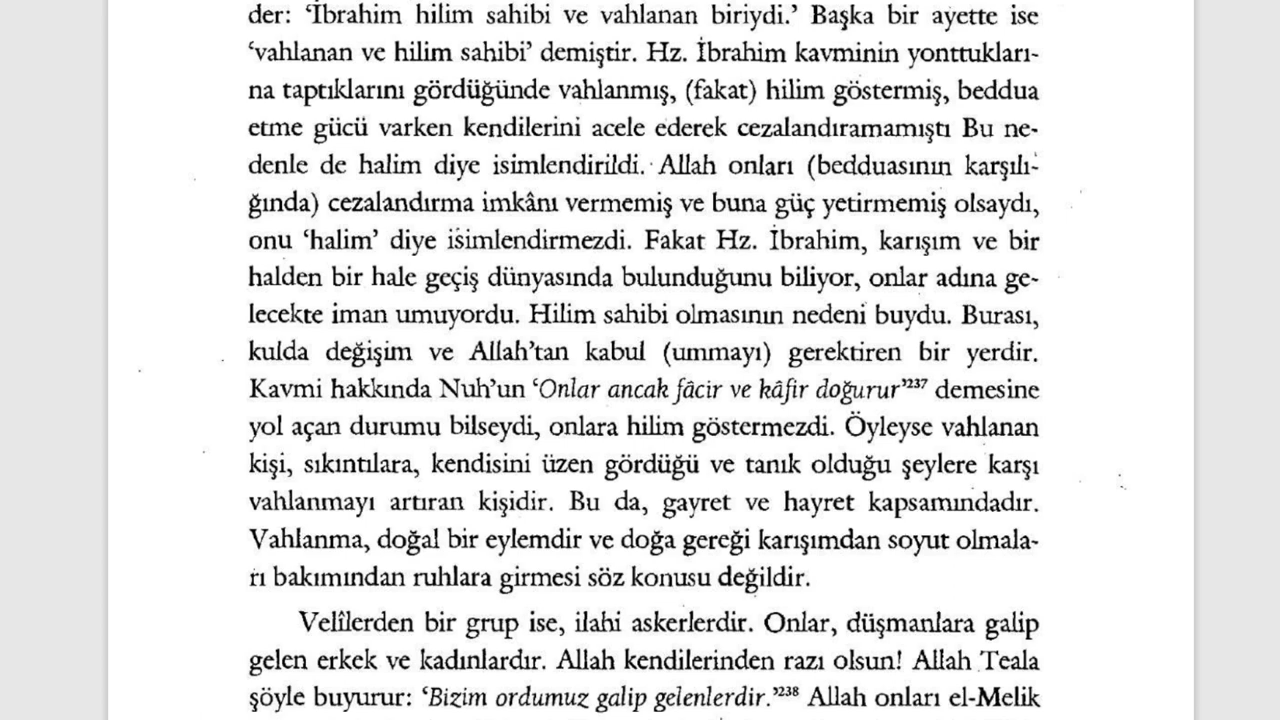 der: ‘İbrahim hilim sahibi ve vahlanan biriydi.’ Başka bir ayette ise
‘vahlanan ve hilim sahibi’ demiştir. Hz. İbrahim kavminin yonttukları-
na taptıklarını gördüğünde vahlanmış, (fakat) hilim göstermiş, beddua
etme gücü varken kendilerini acele ederek cezalandıramamıştı Bu ne-
denle de halim diye isimlendirildi. Allah onları (bedduasının karşılı-
ğında) cezalandırma imkânı vermemiş ve buna güç yetirmemiş olsaydı,
onu ‘halim’ diye isimlendirmezdi. Fakat Hz. İbrahim, karışım ve bir
halden bir hale geçiş dünyasında bulunduğunu biliyor, onlar adına ge-
lecekte iman umuyordu. Hilim sahibi olmasının nedeni buydu. Burası,
kulda değişim ve Allah’tan kabul (ummayı) gerektiren bir yerdir.
Kavmi hakkında Nuh’un ‘Onlar ancak fâcir ve kâfir doğurur’²³⁷ demesine
yol açan durumu bilseydi, onlara hilim göstermezdi. Öyleyse vahlanan
kişi, sıkıntılara, kendisini üzen gördüğü ve tanık olduğu şeylere karşı
vahlanmayı artıran kişidir. Bu da, gayret ve hayret kapsamındadır.
Vahlanma, doğal bir eylemdir ve doğa gereği karışımdan soyut olmala-
rı bakımından ruhlara girmesi söz konusu değildir.
Velîlerden bir grup ise, ilahi askerlerdir. Onlar, düşmanlara galip
gelen erkek ve kadınlardır. Allah kendilerinden razı olsun! Allah Teala
şöyle buyurur: ‘Bizim ordumuz galip gelenlerdir.’²³⁸ Allah onları el-Melik